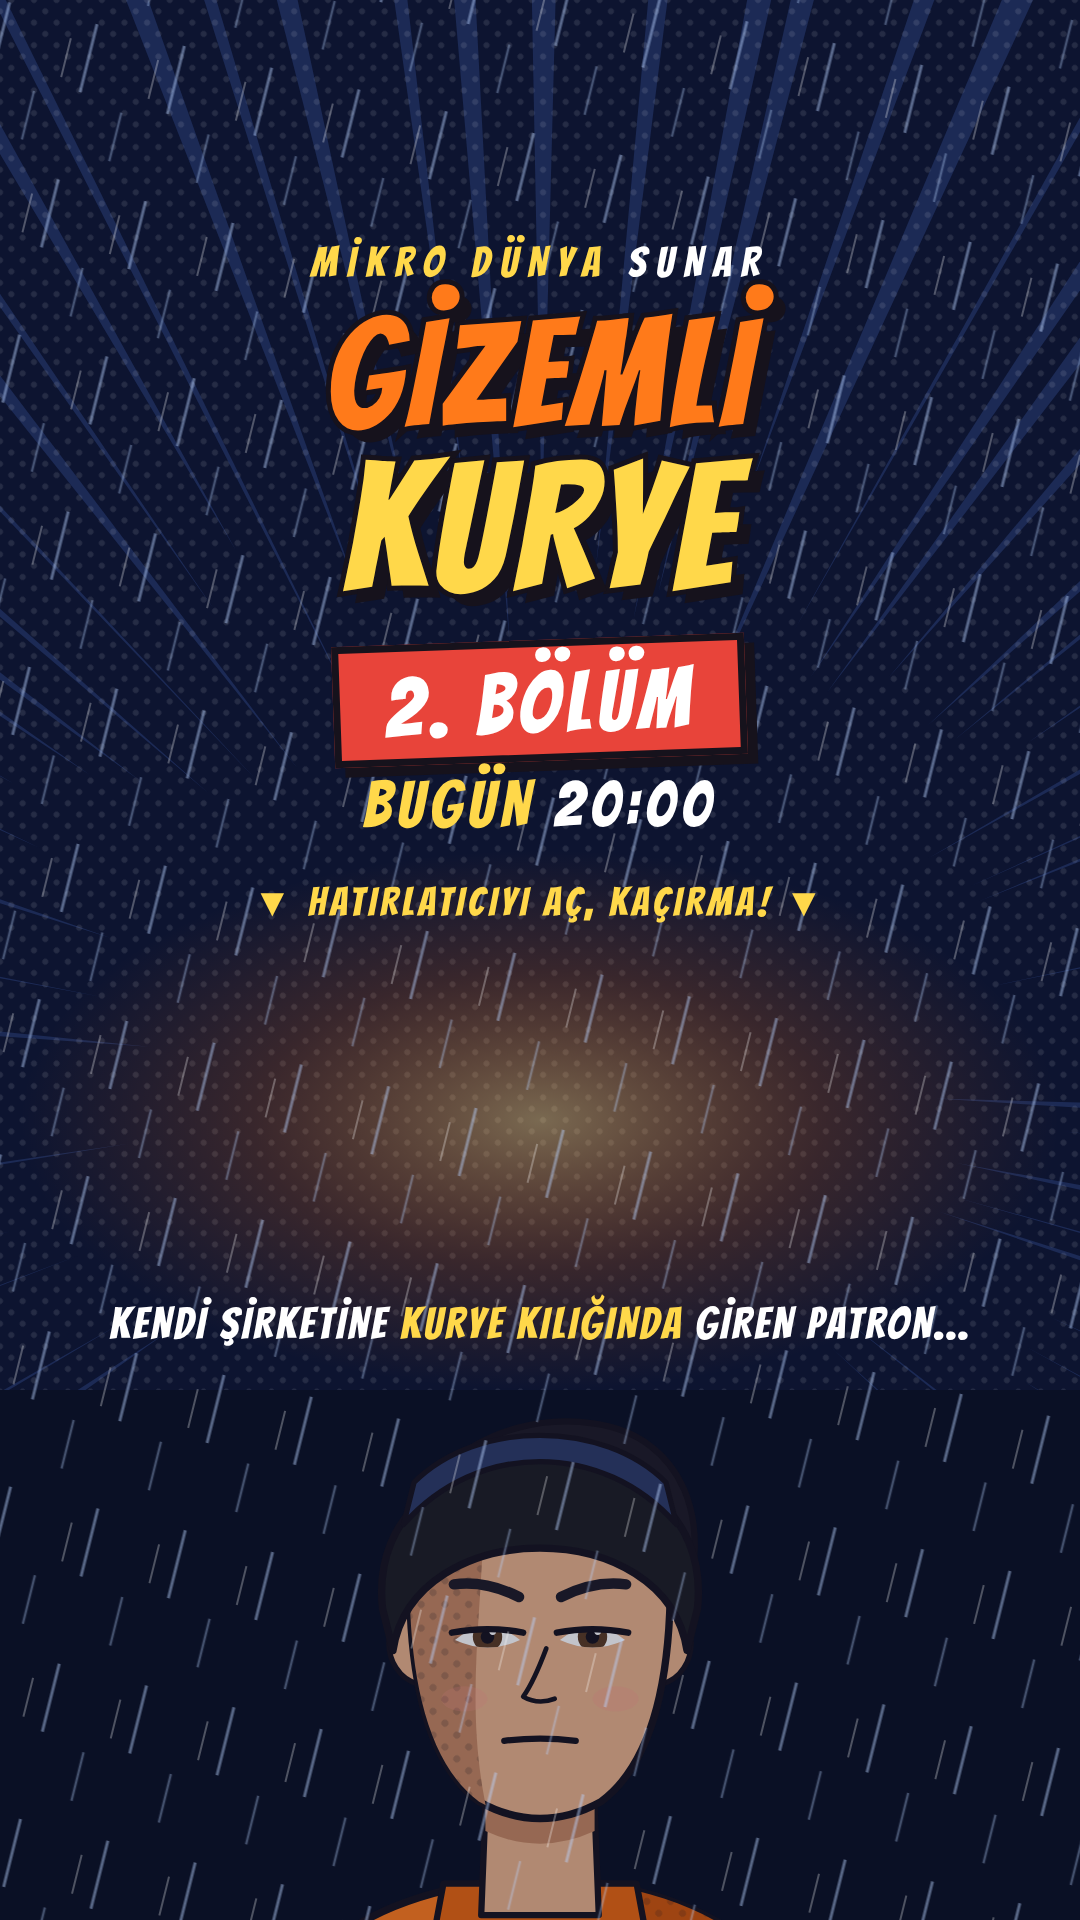 MİKRO DÜNYA SUNAR
GİZEMLİ
KURYE
2. BÖLÜM
BUGÜN 20:00
▼ HATIRLATICIYI AÇ, KAÇIRMA! ▼
KENDİ ŞİRKETİNE KURYE KILIĞINDA GİREN PATRON...